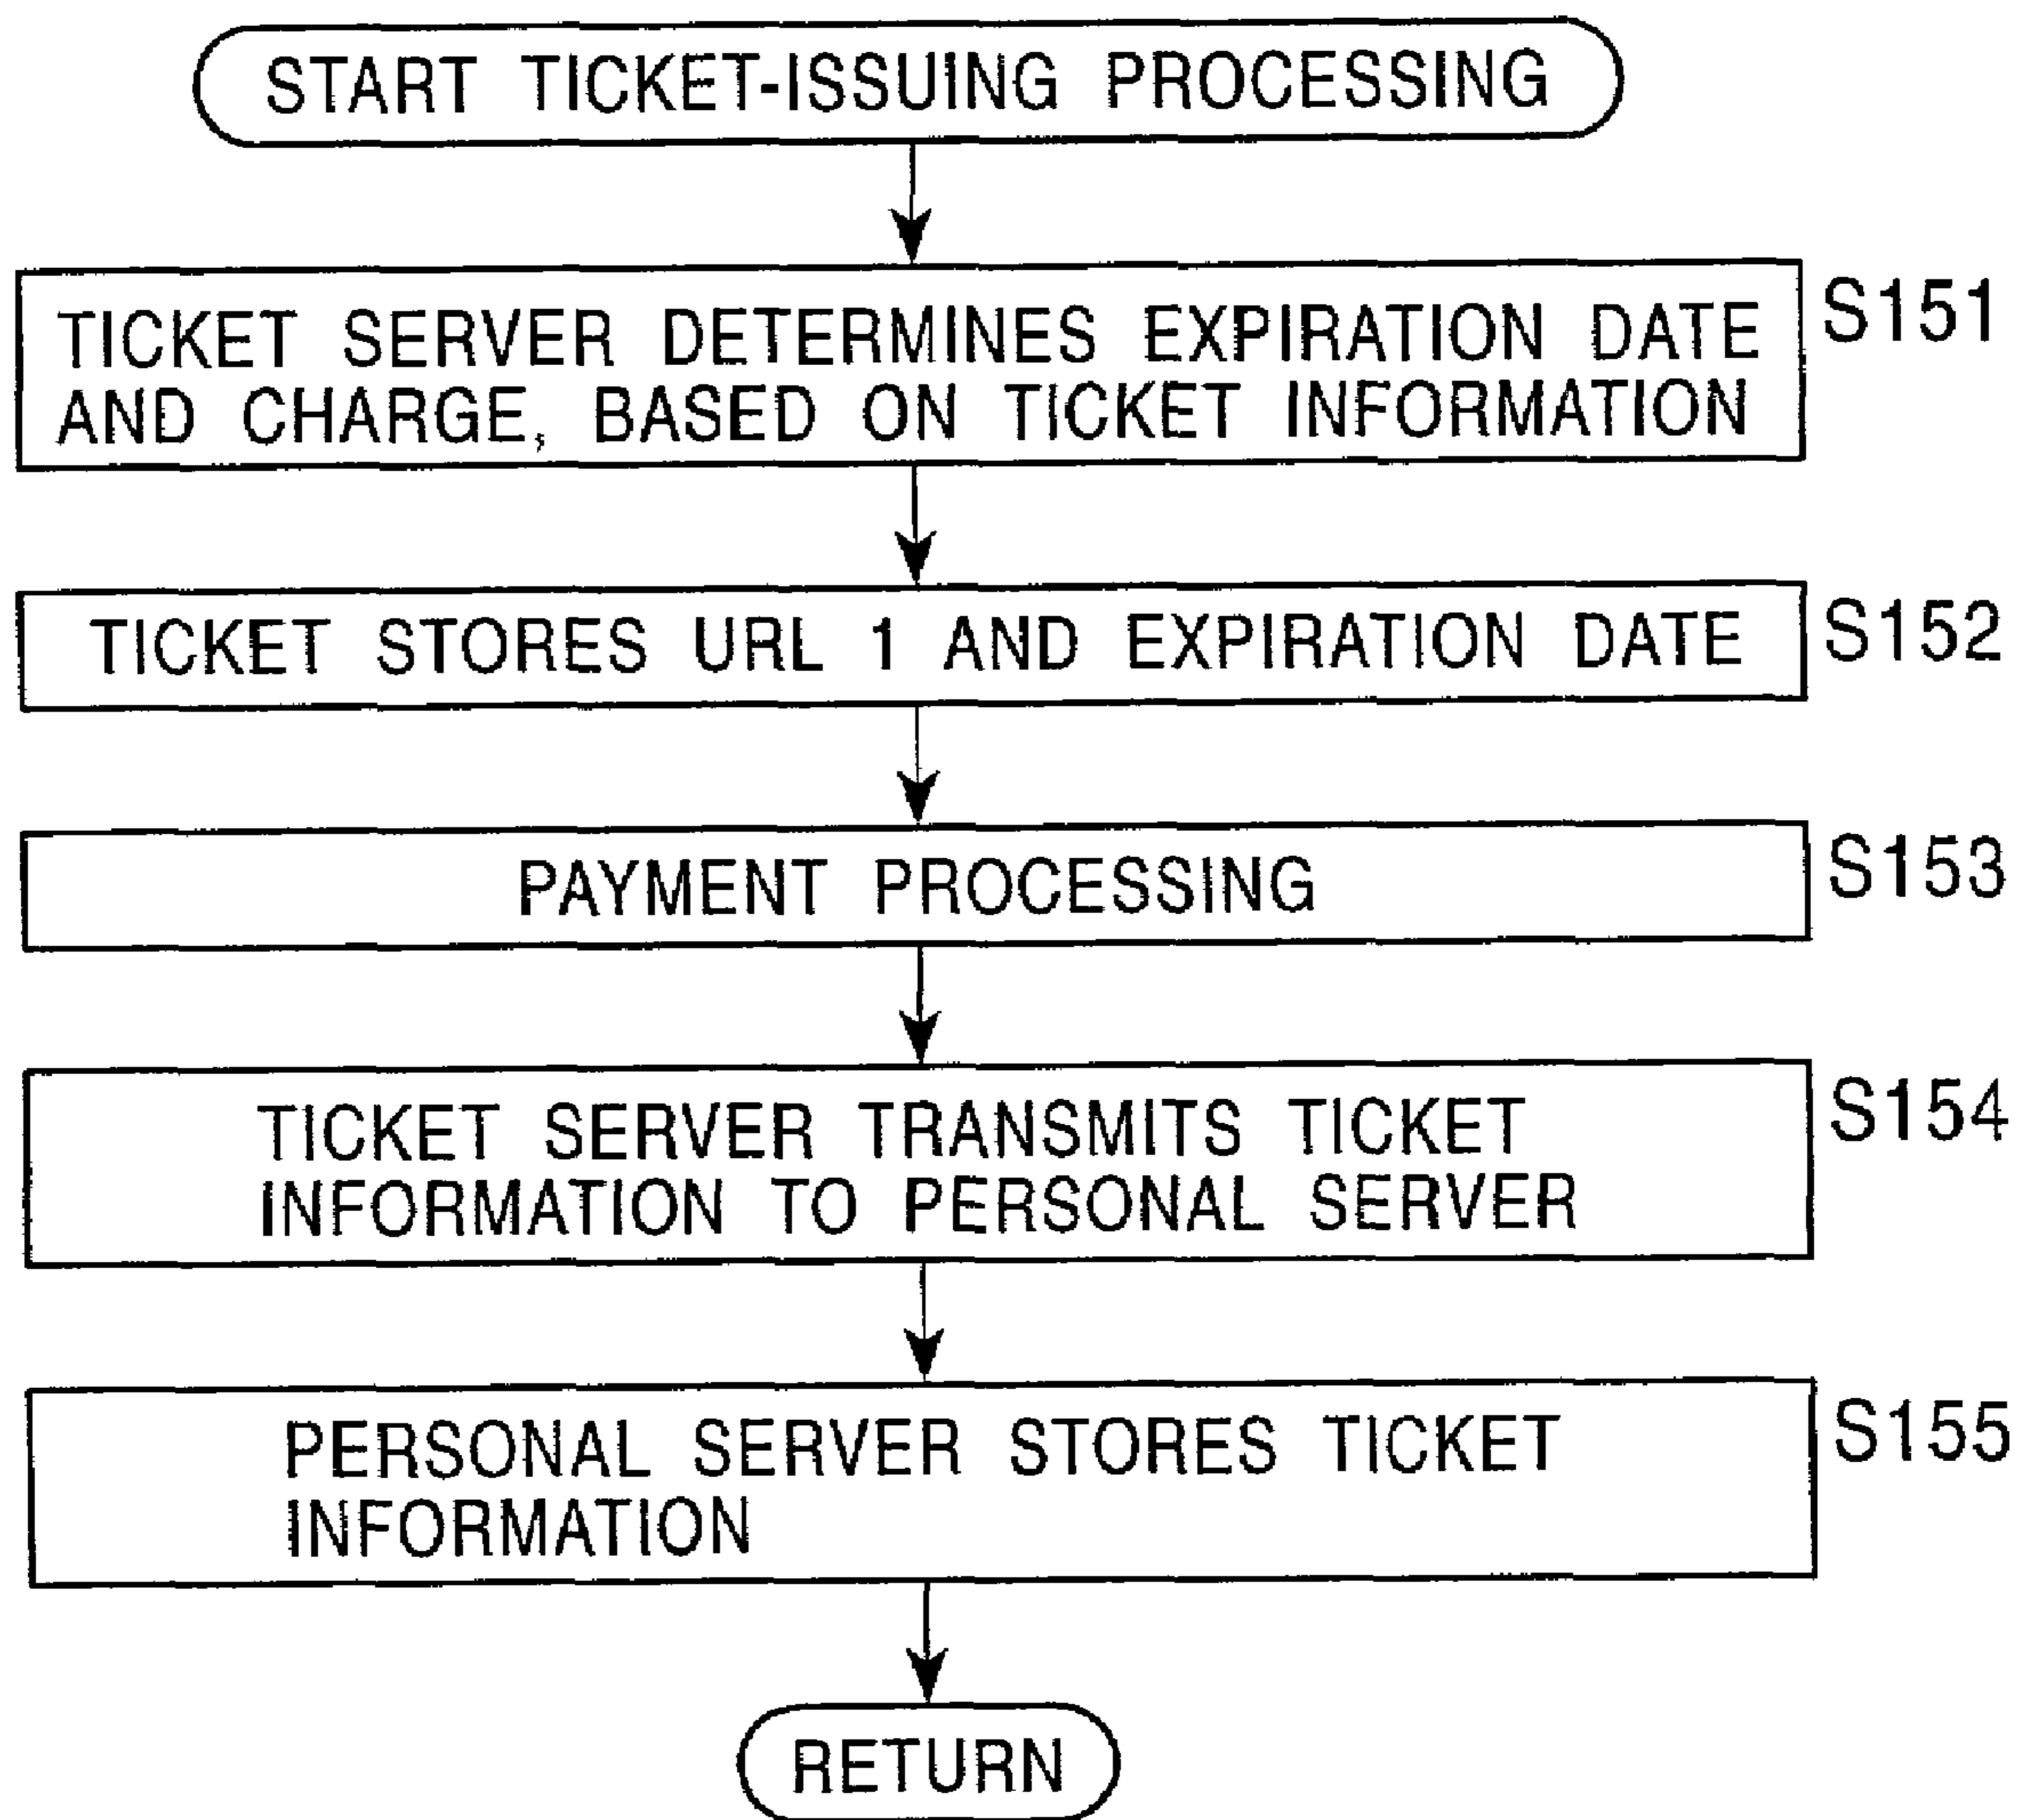 START TICKET-ISSUING PROCESSING
TICKET SERVER DETERMINES EXPIRATION DATE
AND CHARGE, BASED ON TICKET INFORMATION
S151
TICKET STORES URL 1 AND EXPIRATION DATE
S152
PAYMENT PROCESSING
S153
TICKET SERVER TRANSMITS TICKET
INFORMATION TO PERSONAL SERVER
S154
PERSONAL SERVER STORES TICKET
INFORMATION
S155
RETURN